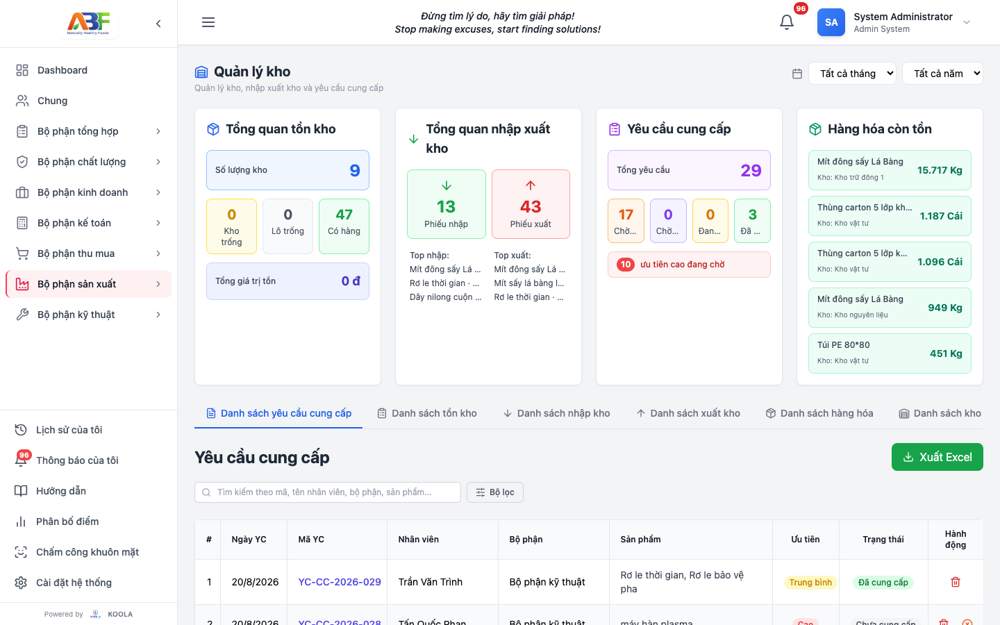 ABF
Naturally Healthy Foods
Đừng tìm lý do, hãy tìm giải pháp!
Stop making excuses, start finding solutions!
96
SA
System Administrator
Admin System
Dashboard
Chung
Bộ phận tổng hợp
Bộ phận chất lượng
Bộ phận kinh doanh
Bộ phận kế toán
Bộ phận thu mua
Bộ phận sản xuất
Bộ phận kỹ thuật
Lịch sử của tôi
96
Thông báo của tôi
Hướng dẫn
Phân bố điểm
Chấm công khuôn mặt
Cài đặt hệ thống
Powered by KOOLA
Quản lý kho
Quản lý kho, nhập xuất kho và yêu cầu cung cấp
Tất cả tháng
Tất cả năm
Tổng quan tồn kho
Số lượng kho
9
0
Kho trống
0
Lô trống
47
Có hàng
Tổng giá trị tồn
0 đ
Tổng quan nhập xuất kho
13
Phiếu nhập
43
Phiếu xuất
Top nhập:
Mít đông sấy Lá ...
Rơ le thời gian · ...
Dây nilong cuộn ...
Top xuất:
Mít đông sấy Lá ...
Mít sấy lá bàng l...
Rơ le thời gian · ...
Yêu cầu cung cấp
Tổng yêu cầu
29
17
Chờ...
0
Chờ...
0
Đan...
3
Đã ...
10
ưu tiên cao đang chờ
Hàng hóa còn tồn
Mít đông sấy Lá Bàng
Kho: Kho trữ đông 1
15.717 Kg
Thùng carton 5 lớp kh...
Kho: Kho vật tư
1.187 Cái
Thùng carton 5 lớp k...
Kho: Kho vật tư
1.096 Cái
Mít đông sấy Lá Bàng
Kho: Kho nguyên liệu
949 Kg
Túi PE 80*80
Kho: Kho vật tư
451 Kg
Danh sách yêu cầu cung cấp
Danh sách tồn kho
Danh sách nhập kho
Danh sách xuất kho
Danh sách hàng hóa
Danh sách kho
Yêu cầu cung cấp
Xuất Excel
Tìm kiếm theo mã, tên nhân viên, bộ phận, sản phẩm...
Bộ lọc
# Ngày YC Mã YC Nhân viên Bộ phận Sản phẩm Ưu tiên Trạng thái Hành động
1 20/8/2026 YC-CC-2026-029 Trần Văn Trình Bộ phận kỹ thuật Rơ le thời gian, Rơ le bảo vệ pha Trung bình Đã cung cấp
2 20/8/2026 YC-CC-2026-028 Tấn Quốc Phan Bộ phận kỹ thuật máy hàn plasma Cao Chưa cung cấp